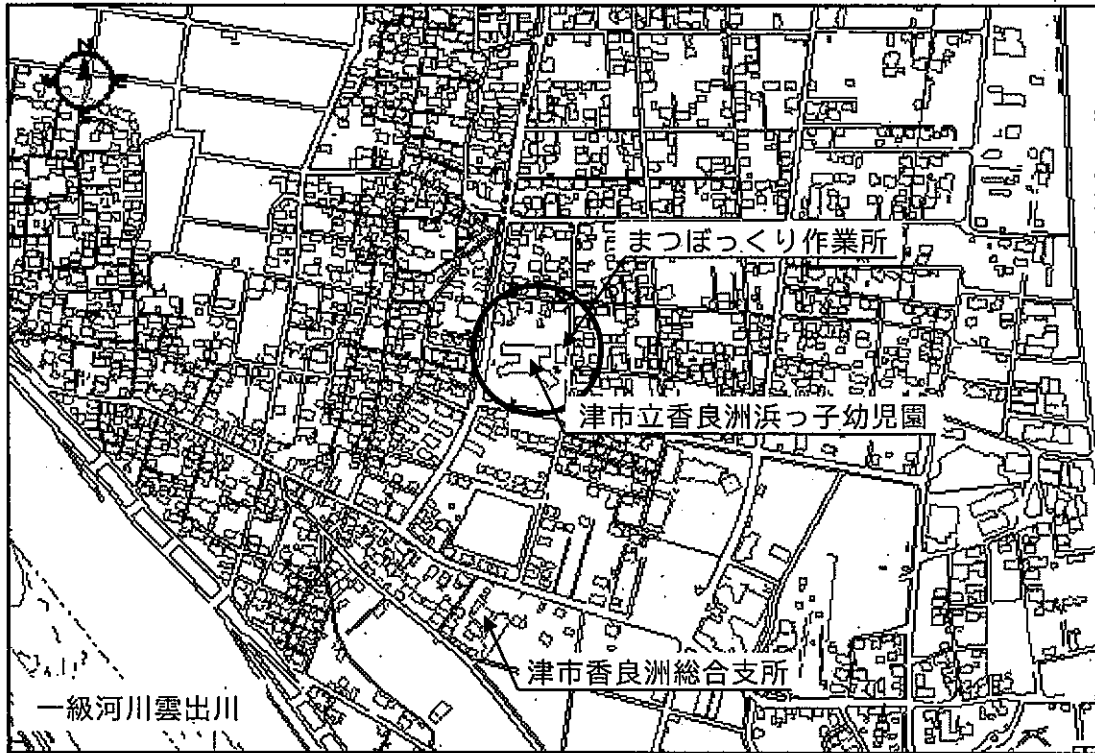 N
まつぼっくり作業所
津市立香良洲浜っ子幼児園
津市香良洲総合支所
一級河川雲出川